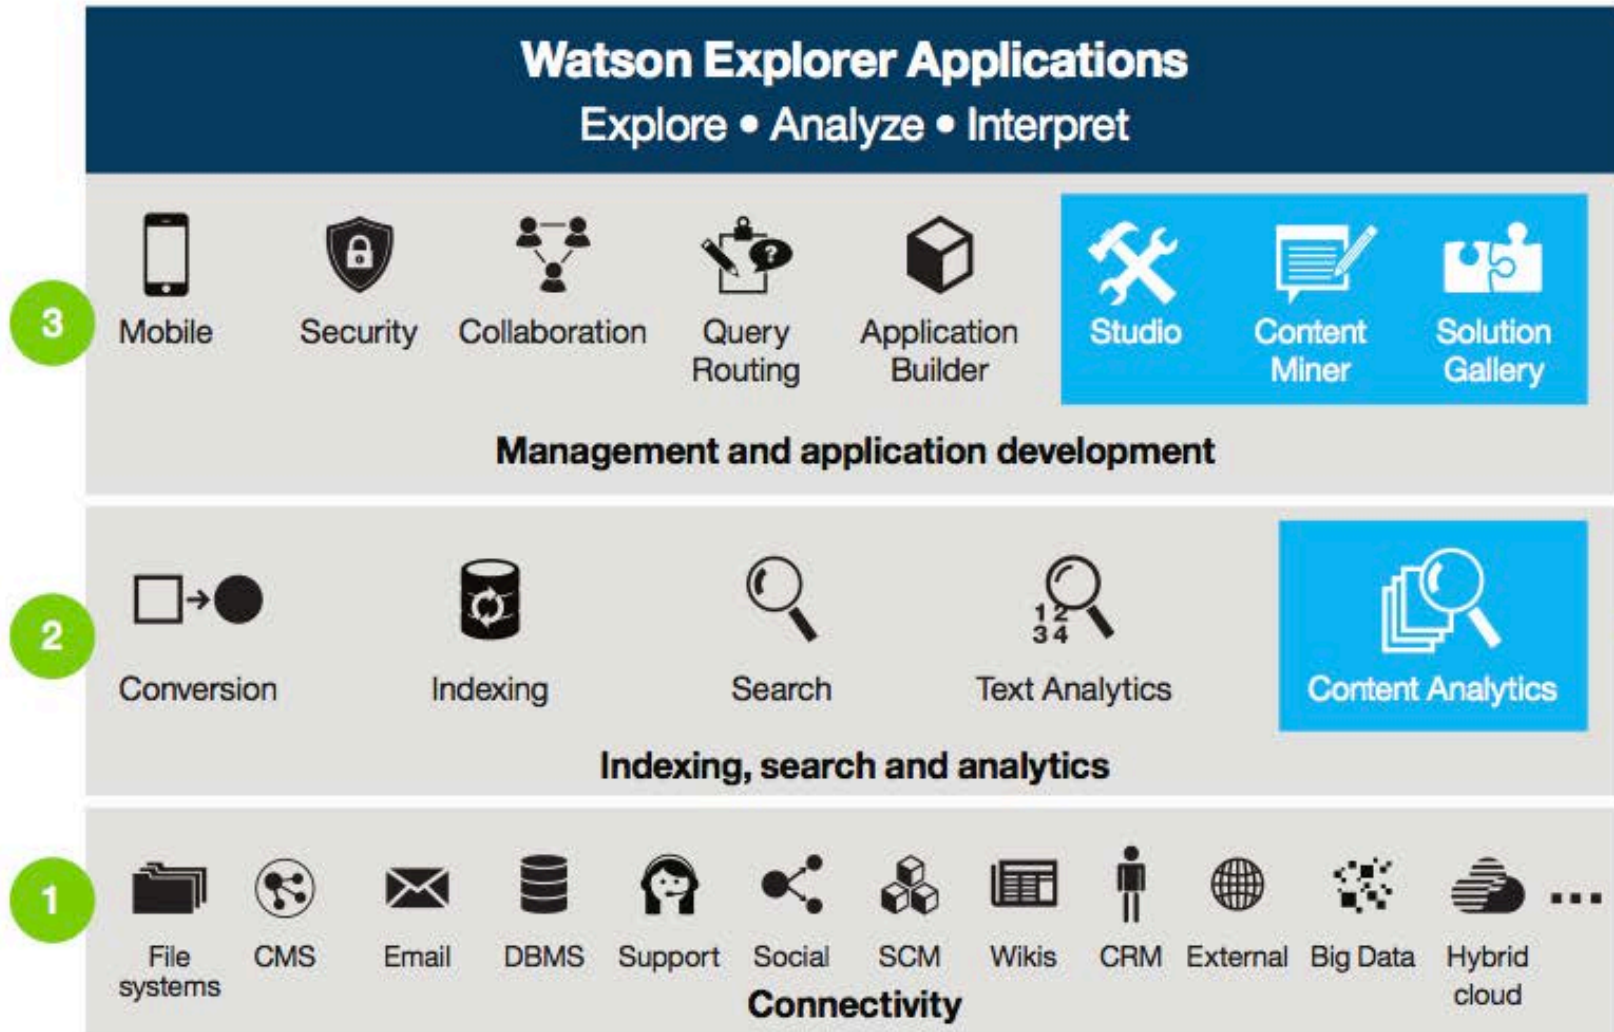 Watson Explorer Applications
Explore • Analyze • Interpret
3
Mobile
Security
Collaboration
Query
Routing
Application
Builder
Studio
Content
Miner
Solution
Gallery
Management and application development
2
Conversion
Indexing
Search
1 2
3 4
Text Analytics
Content Analytics
Indexing, search and analytics
1
File
systems
CMS
Email
DBMS
Support
Social
SCM
Wikis
CRM
External
Big Data
Hybrid
cloud
...
Connectivity